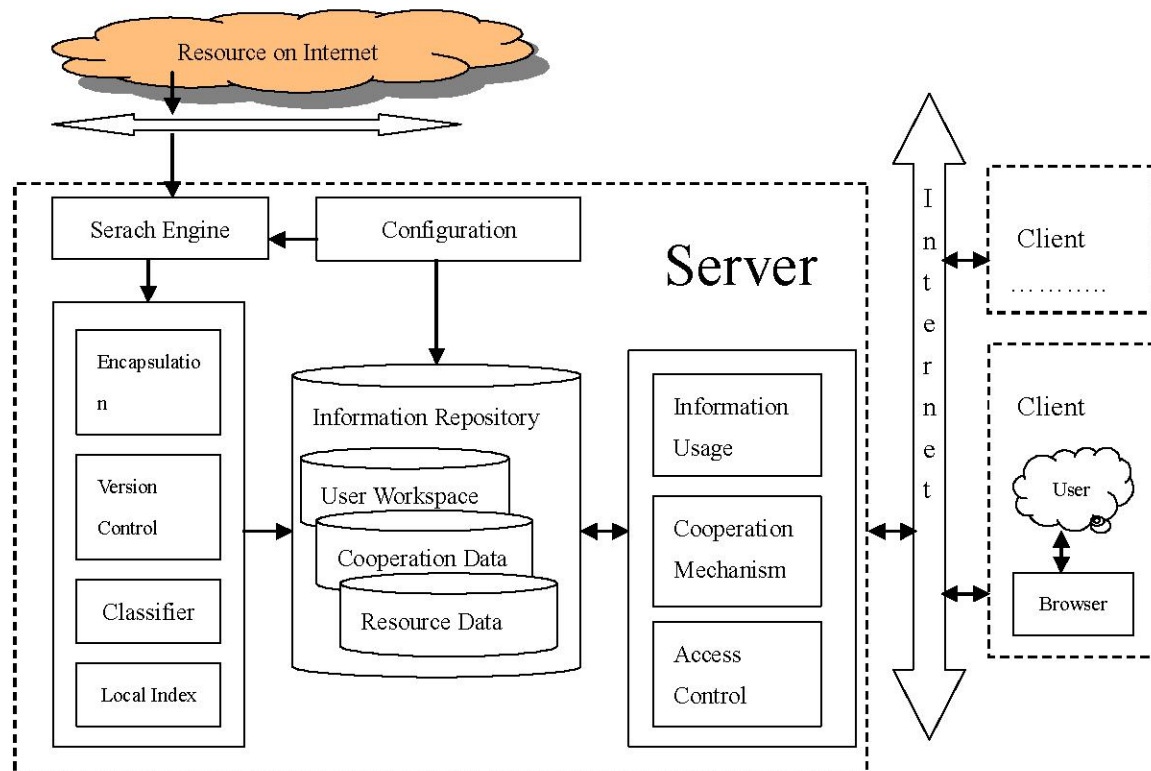 Resource on Internet
Serach Engine
Configuration
Server
Encapsulatio
n
Version
Control
Classifier
Local Index
Information Repository
User Workspace
Cooperation Data
Resource Data
Information
Usage
Cooperation
Mechanism
Access
Control
I
n
t
e
r
n
e
t
Client
………..
Client
User
Browser